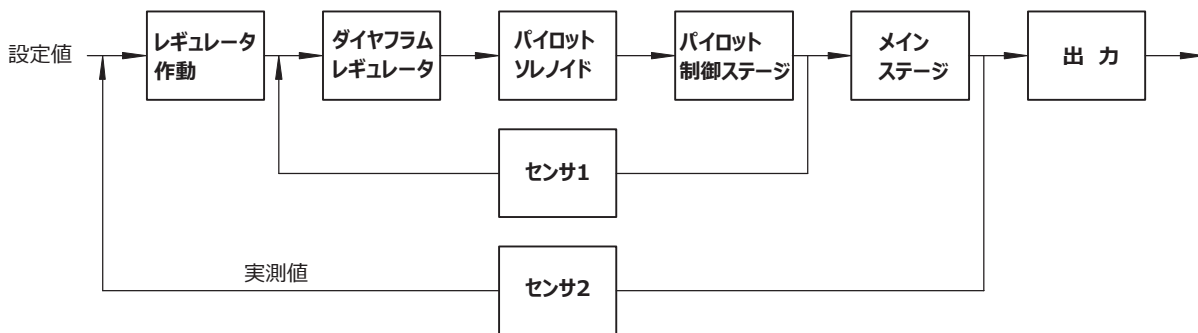 設定値
レギュレータ
作動
ダイヤフラム
レギュレータ
パイロット
ソレノイド
パイロット
制御ステージ
メイン
ステージ
出 力
センサ1
実測値
センサ2